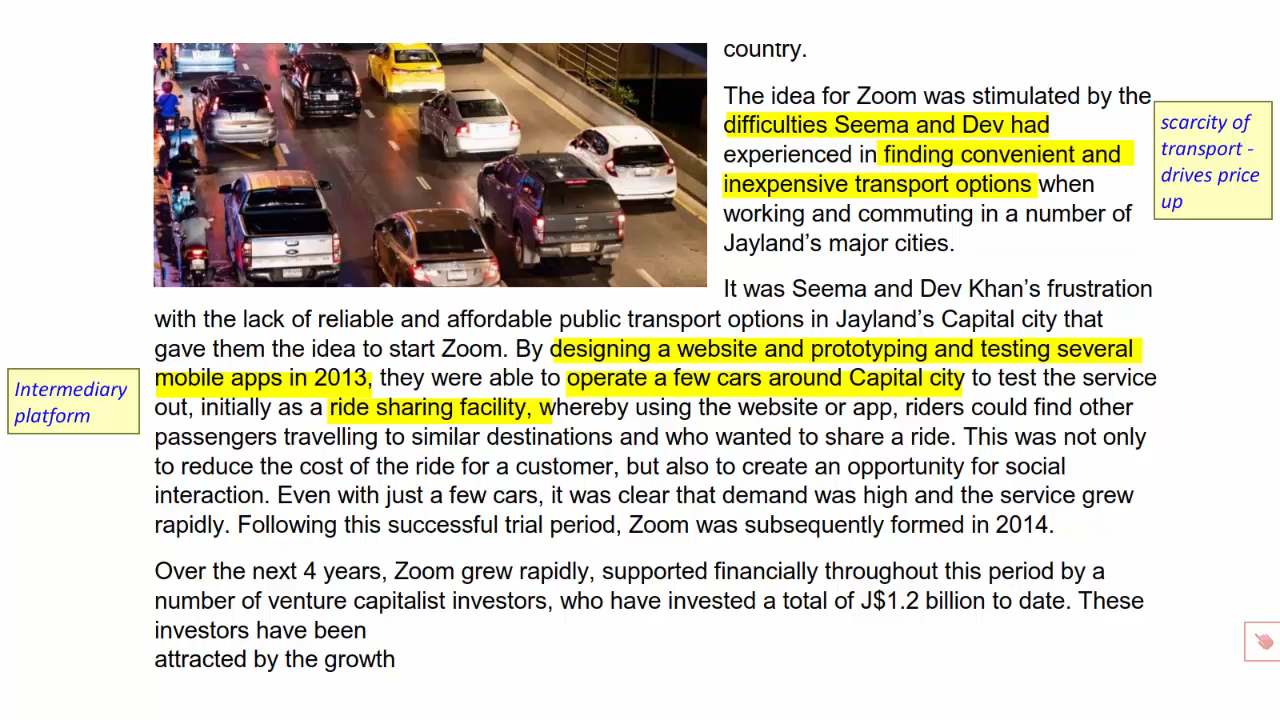 country.
The idea for Zoom was stimulated by the
difficulties Seema and Dev had
experienced in finding convenient and
inexpensive transport options when
working and commuting in a number of
Jayland’s major cities.
scarcity of
transport -
drives price
up
It was Seema and Dev Khan’s frustration
with the lack of reliable and affordable public transport options in Jayland’s Capital city that
gave them the idea to start Zoom. By designing a website and prototyping and testing several
mobile apps in 2013, they were able to operate a few cars around Capital city to test the service
out, initially as a ride sharing facility, whereby using the website or app, riders could find other
passengers travelling to similar destinations and who wanted to share a ride. This was not only
to reduce the cost of the ride for a customer, but also to create an opportunity for social
interaction. Even with just a few cars, it was clear that demand was high and the service grew
rapidly. Following this successful trial period, Zoom was subsequently formed in 2014.
Intermediary
platform
Over the next 4 years, Zoom grew rapidly, supported financially throughout this period by a
number of venture capitalist investors, who have invested a total of J$1.2 billion to date. These
investors have been
attracted by the growth